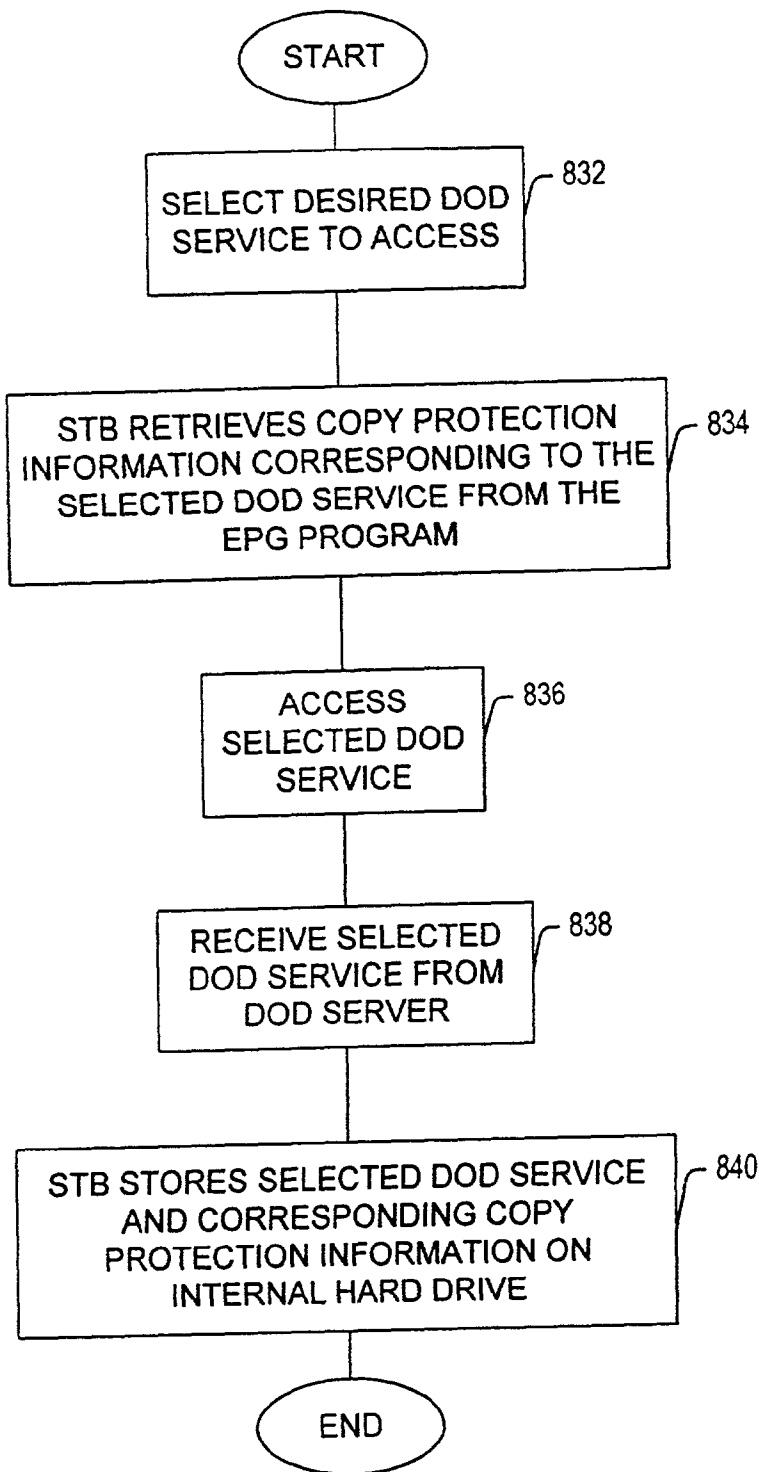 START
SELECT DESIRED DOD
SERVICE TO ACCESS
832
STB RETRIEVES COPY PROTECTION
INFORMATION CORRESPONDING TO THE
SELECTED DOD SERVICE FROM THE
EPG PROGRAM
834
ACCESS
SELECTED DOD
SERVICE
836
RECEIVE SELECTED
DOD SERVICE FROM
DOD SERVER
838
STB STORES SELECTED DOD SERVICE
AND CORRESPONDING COPY
PROTECTION INFORMATION ON
INTERNAL HARD DRIVE
840
END